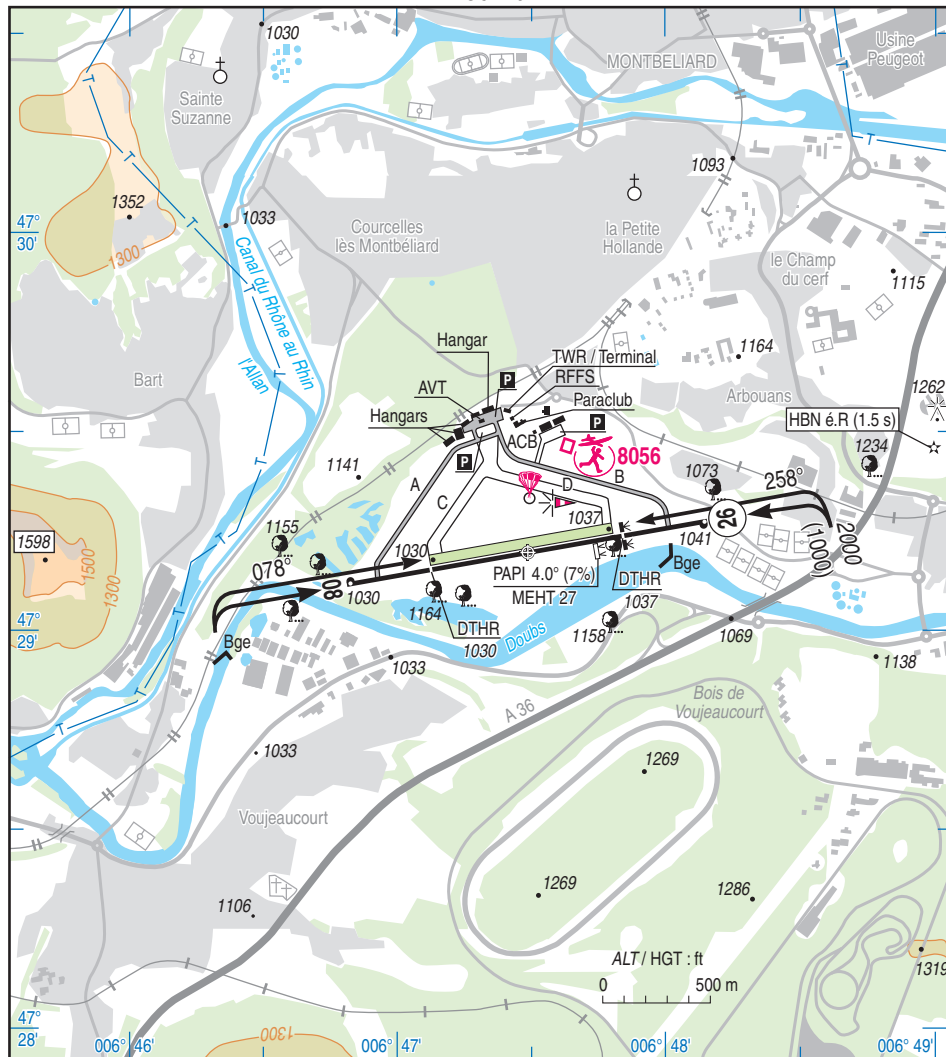 1030
Usine
Peugeot
MONTBELIARD
Sainte
Suzanne
T
T
T
1093
1352
47°
30'
1033
Courcelles
lès Montbéliard
la Petite
Hollande
1300
Canal du Rhône au Rhin
l'Allan
le Champ
du cerf
1115
T
Hangar
TWR / Terminal
1164
Bart
P
RFFS
1262
AVT
Paraclub
Arbouans
Hangars
P
HBN é.R (1.5 s)
T
ACB
P
8056
1234
1141
A
B
1073
258°
C
D
1155
1037
26
1598
1500
1300
1030
1041
2000
(1000)
078°
08
PAPI 4.0° (7%)
Bge
1030
MEHT 27
DTHR
1164
1037
T
47°
29'
DTHR
Doubs
1158
1069
Bge
1030
1033
1138
T
A 36
Bois de
Voujeaucourt
T
1033
1269
Voujeaucourt
1269
1286
1106
ALT / HGT : ft
1319
0
500 m
47°
28'
1300
006° 46'
006° 47'
006° 48'
006° 49'